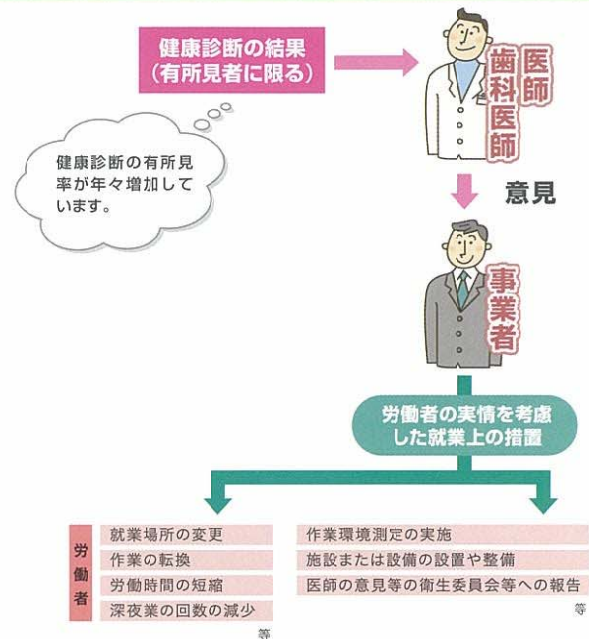 健康診断の結果
(有所見者に限る)
医師
歯科医師
健康診断の有所見
率が年々増加して
います。
意見
事業者
労働者の実情を考慮
した就業上の措置
労働者
就業場所の変更
作業の転換
労働時間の短縮
深夜業の回数の減少
等
作業環境測定の実施
施設または設備の設置や整備
医師の意見等の衛生委員会等への報告
等